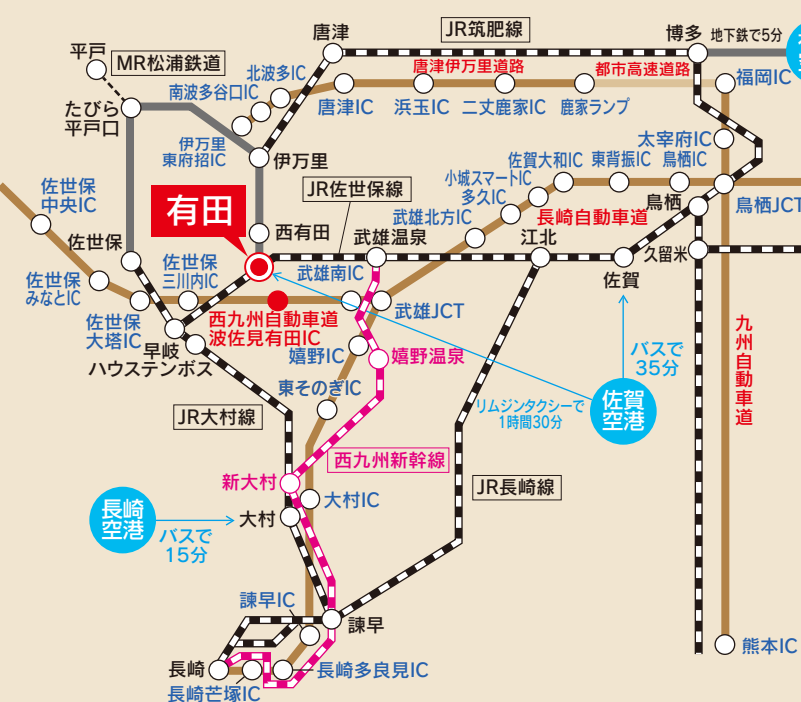 唐津
JR筑肥線
博多
地下鉄で5分
平戸
MR松浦鉄道
北波多IC
南波多谷口IC
唐津伊万里道路
都市高速道路
福岡IC
たびら
平戸口
唐津IC
浜玉IC
二丈鹿家IC
鹿家ランプ
伊万里
東府招IC
伊万里
太宰府IC
佐賀大和IC
東背振IC
鳥栖IC
小城スマートIC
多久IC
JR佐世保線
佐世保
中央IC
有田
長崎自動車道
鳥栖
鳥栖JCT
武雄北方IC
西有田
武雄温泉
江北
佐世保
久留米
佐世保
みなとIC
佐世保
三川内IC
武雄南IC
佐賀
佐世保
大塔IC
西九州自動車道
波佐見有田IC
武雄JCT
早岐
ハウステンボス
嬉野IC
嬉野温泉
バスで
35分
九州自動車道
東そのぎIC
JR大村線
リムジンタクシーで
1時間30分
佐賀
空港
西九州新幹線
新大村
JR長崎線
大村IC
長崎
空港
バスで
15分
大村
諫早IC
諫早
熊本IC
長崎
長崎多良見IC
長崎芒塚IC